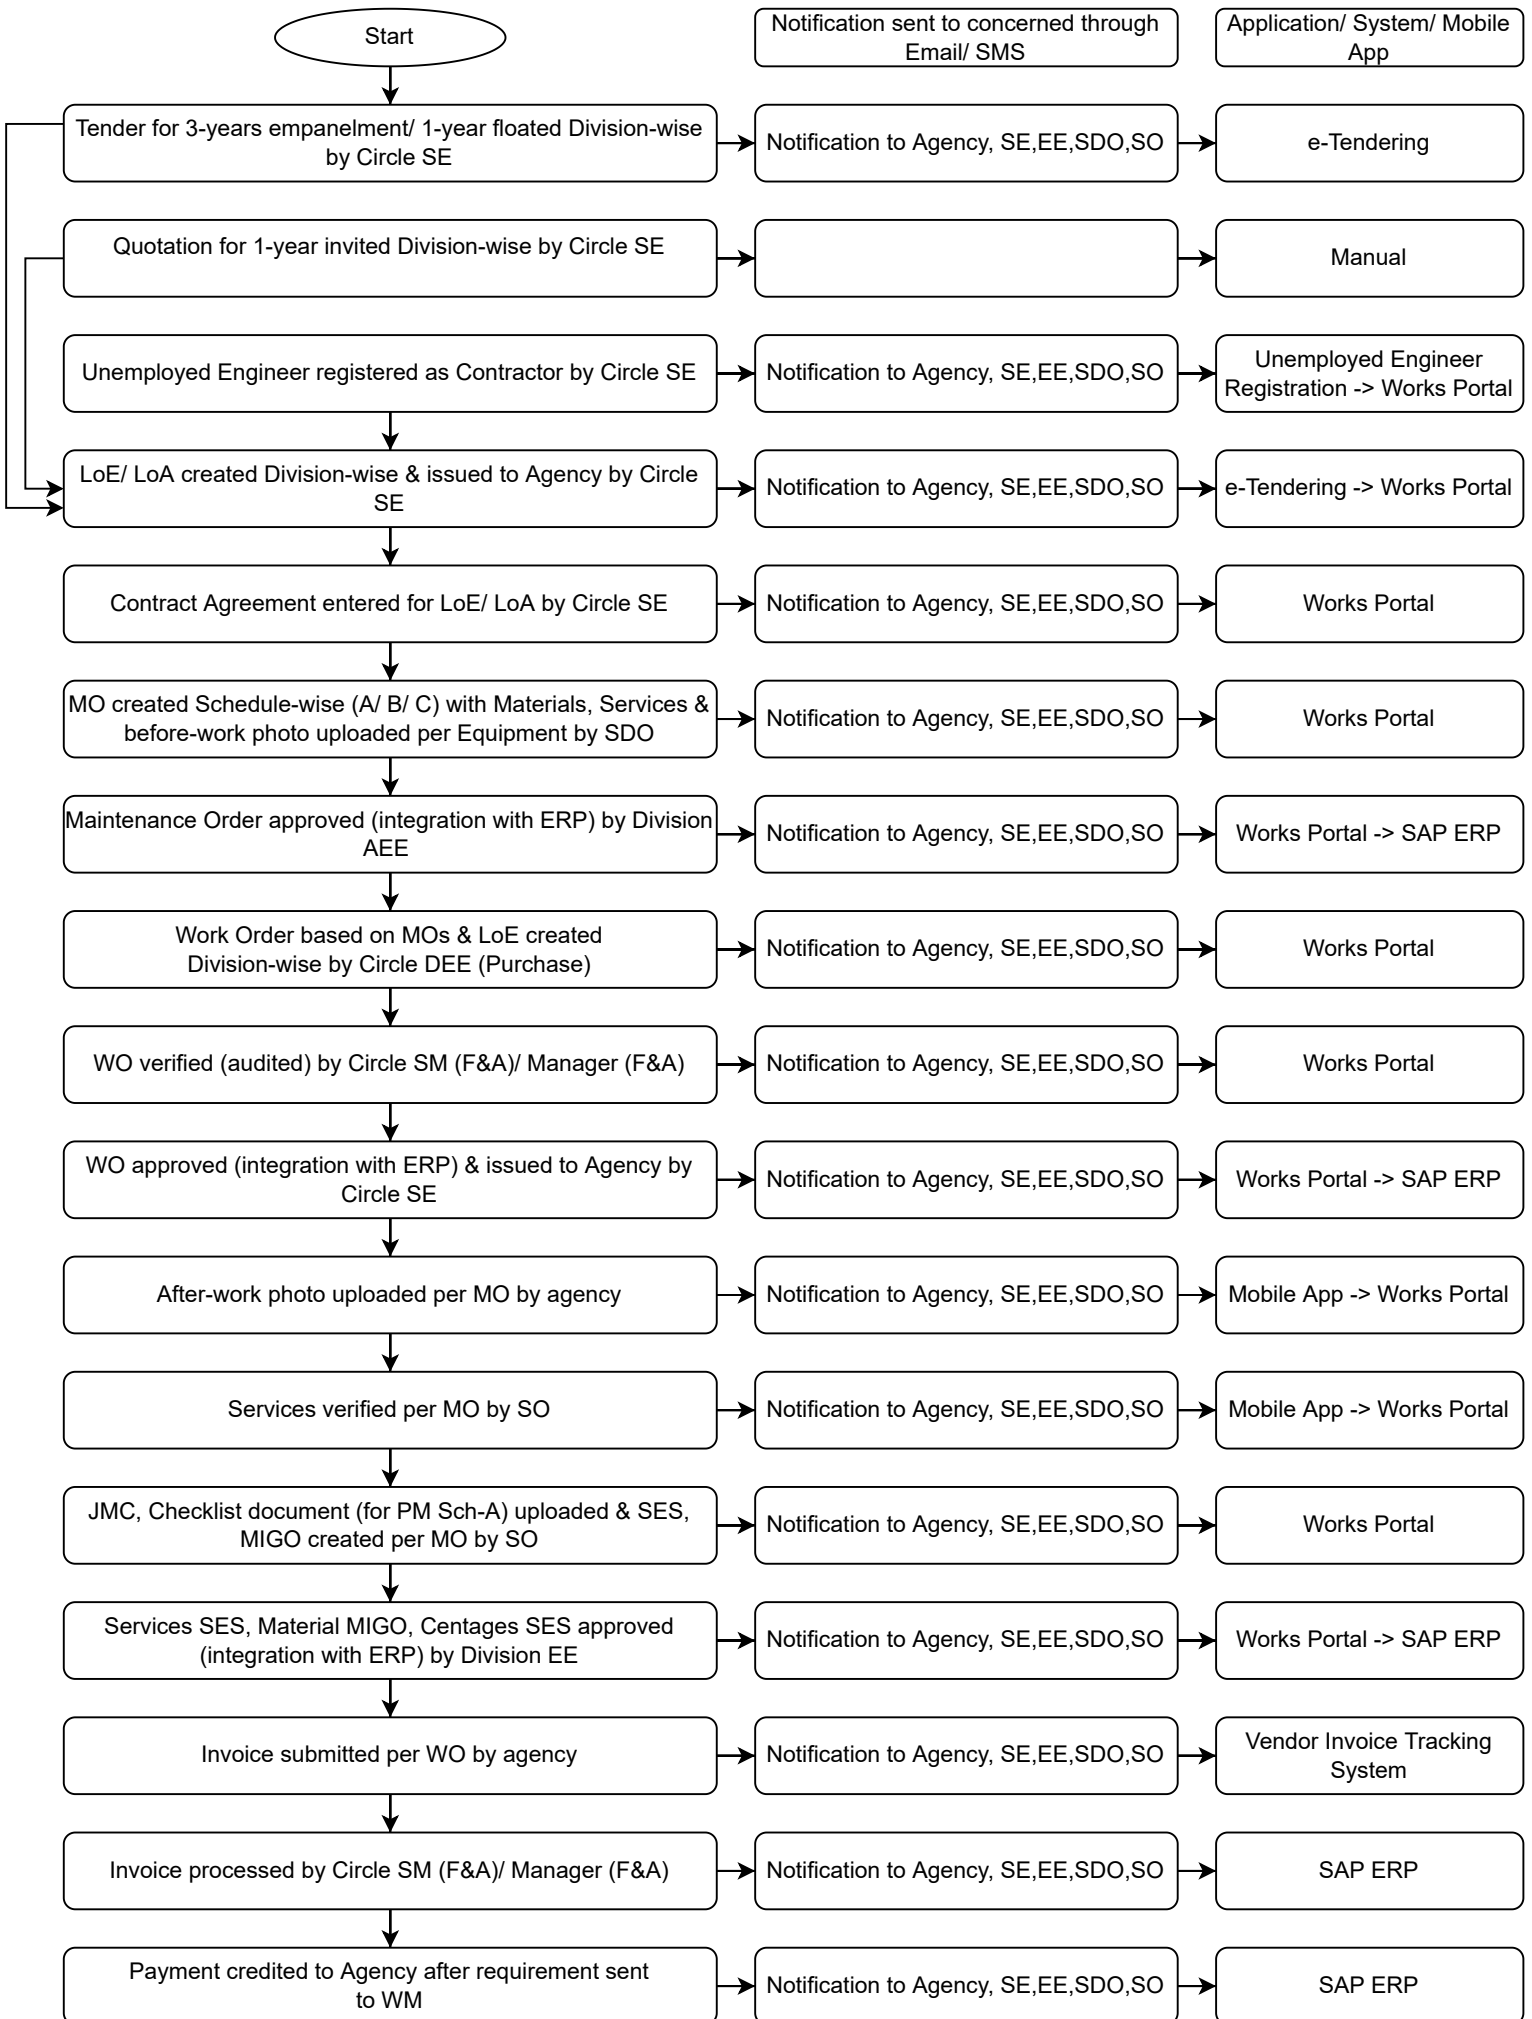 Start
Notification sent to concerned through
Email/ SMS
Application/ System/ Mobile
App
Tender for 3-years empanelment/ 1-year floated Division-wise
by Circle SE
Notification to Agency, SE,EE,SDO,SO
e-Tendering
Quotation for 1-year invited Division-wise by Circle SE
Manual
Unemployed Engineer registered as Contractor by Circle SE
Notification to Agency, SE,EE,SDO,SO
Unemployed Engineer
Registration -> Works Portal
LoE/ LoA created Division-wise & issued to Agency by Circle
SE
Notification to Agency, SE,EE,SDO,SO
e-Tendering -> Works Portal
Contract Agreement entered for LoE/ LoA by Circle SE
Notification to Agency, SE,EE,SDO,SO
Works Portal
MO created Schedule-wise (A/ B/ C) with Materials, Services &
before-work photo uploaded per Equipment by SDO
Notification to Agency, SE,EE,SDO,SO
Works Portal
Maintenance Order approved (integration with ERP) by Division
AEE
Notification to Agency, SE,EE,SDO,SO
Works Portal -> SAP ERP
Work Order based on MOs & LoE created
Division-wise by Circle DEE (Purchase)
Notification to Agency, SE,EE,SDO,SO
Works Portal
WO verified (audited) by Circle SM (F&A)/ Manager (F&A)
Notification to Agency, SE,EE,SDO,SO
Works Portal
WO approved (integration with ERP) & issued to Agency by
Circle SE
Notification to Agency, SE,EE,SDO,SO
Works Portal -> SAP ERP
After-work photo uploaded per MO by agency
Notification to Agency, SE,EE,SDO,SO
Mobile App -> Works Portal
Services verified per MO by SO
Notification to Agency, SE,EE,SDO,SO
Mobile App -> Works Portal
JMC, Checklist document (for PM Sch-A) uploaded & SES,
MIGO created per MO by SO
Notification to Agency, SE,EE,SDO,SO
Works Portal
Services SES, Material MIGO, Centages SES approved
(integration with ERP) by Division EE
Notification to Agency, SE,EE,SDO,SO
Works Portal -> SAP ERP
Invoice submitted per WO by agency
Notification to Agency, SE,EE,SDO,SO
Vendor Invoice Tracking
System
Invoice processed by Circle SM (F&A)/ Manager (F&A)
Notification to Agency, SE,EE,SDO,SO
SAP ERP
Payment credited to Agency after requirement sent
to WM
Notification to Agency, SE,EE,SDO,SO
SAP ERP